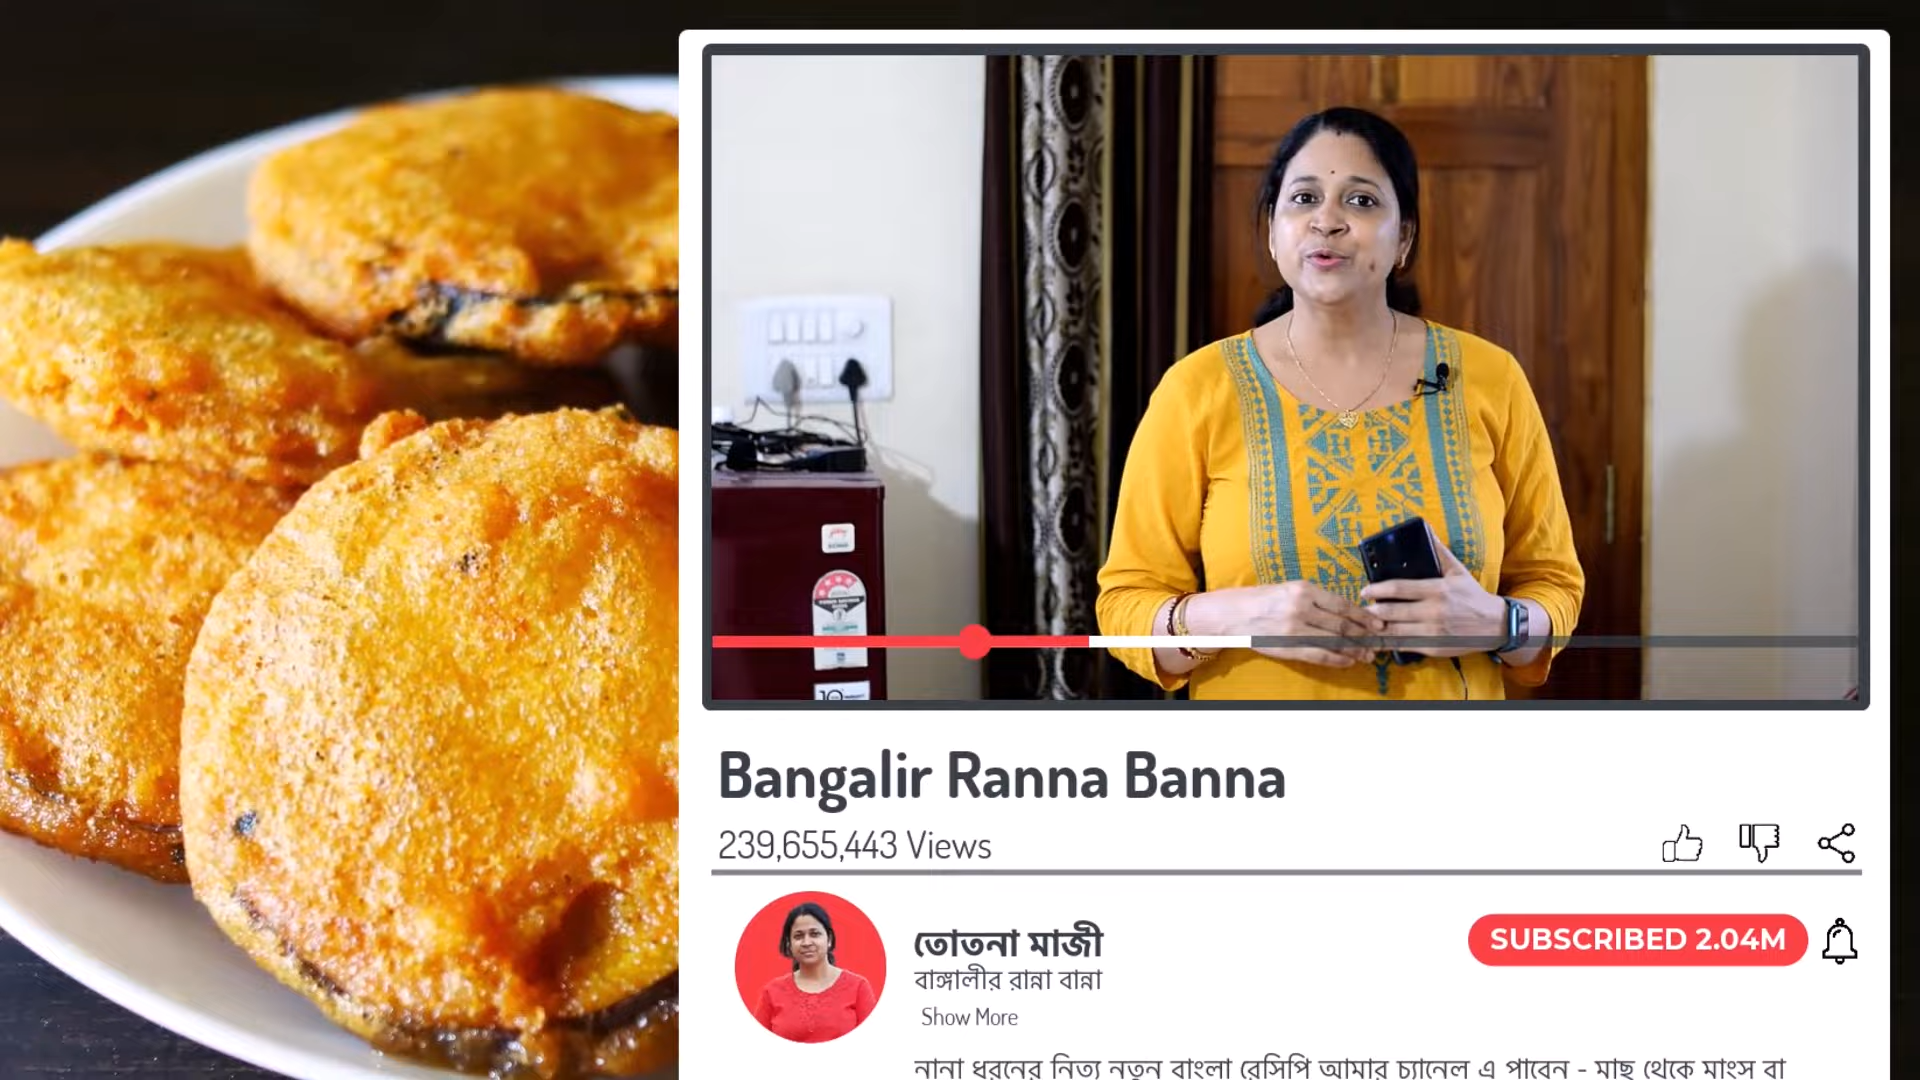 Bangalir Ranna Banna
239,655,443 Views
তোতনা মাজী
SUBSCRIBED 2.04M
বাঙ্গালীর রান্না বান্না
Show More
নানা ধরনের নিত্য নতুন বাংলা রেসিপি আমার চ্যানেল এ পাবেন - মাছ থেকে মাংস বা